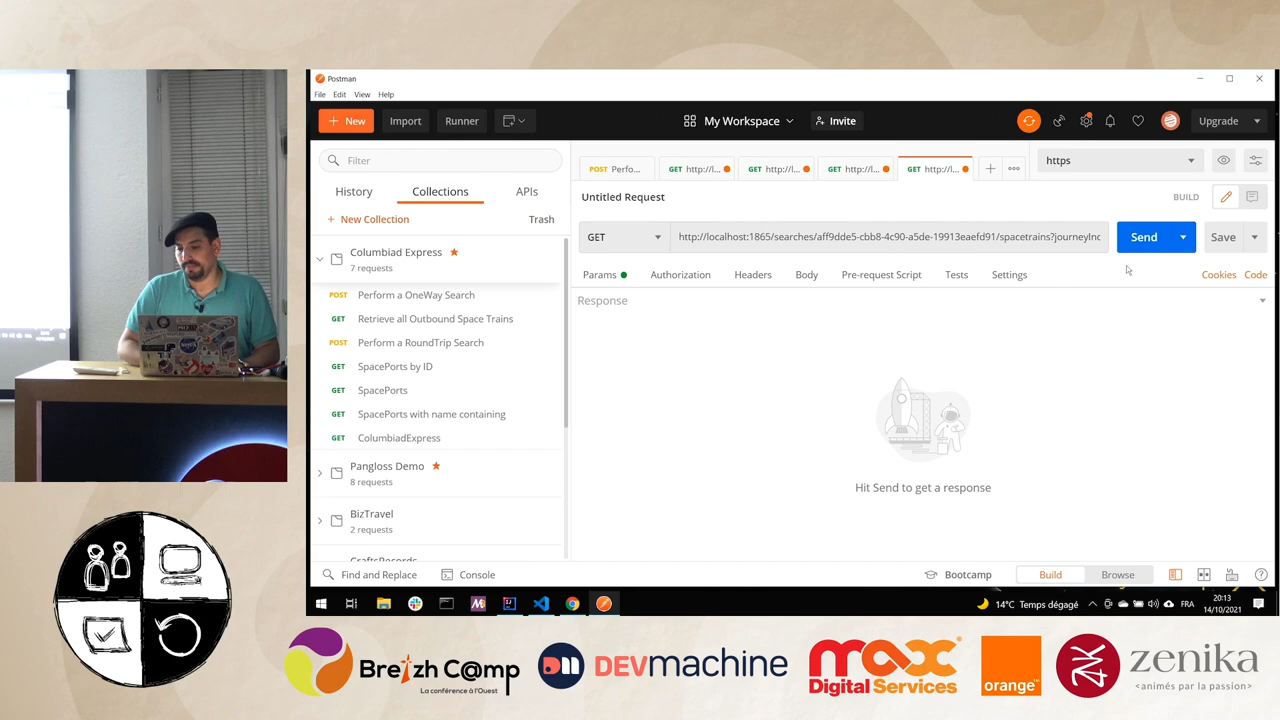 Postman
File Edit View Help
New Import Runner My Workspace Invite Upgrade
Filter
History Collections APIs
+ New Collection Trash
Columbiad Express
7 requests
POST Perform a OneWay Search
GET Retrieve all Outbound Space Trains
POST Perform a RoundTrip Search
GET SpacePorts by ID
GET SpacePorts
GET SpacePorts with name containing
GET ColumbiadExpress
Pangloss Demo
8 requests
BizTravel
2 requests
CraftsRecords
POST Perfo... GET http://l... GET http://l... GET http://l... GET http://l... https
Untitled Request BUILD
GET http://localhost:1865/searches/aff9dde5-cbb8-4c90-a5de-19913eaefd91/spacetrains?journeyInc Send Save
Params Authorization Headers Body Pre-request Script Tests Settings Cookies Code
Response
Hit Send to get a response
Find and Replace Console Bootcamp Build Browse
14°C Temps dégagé FRA 20:13
14/10/2021
Breizh C@mp
La conférence à l'Ouest
DEVmachine
max
Digital Services
orange
zenika
<animés par la passion>